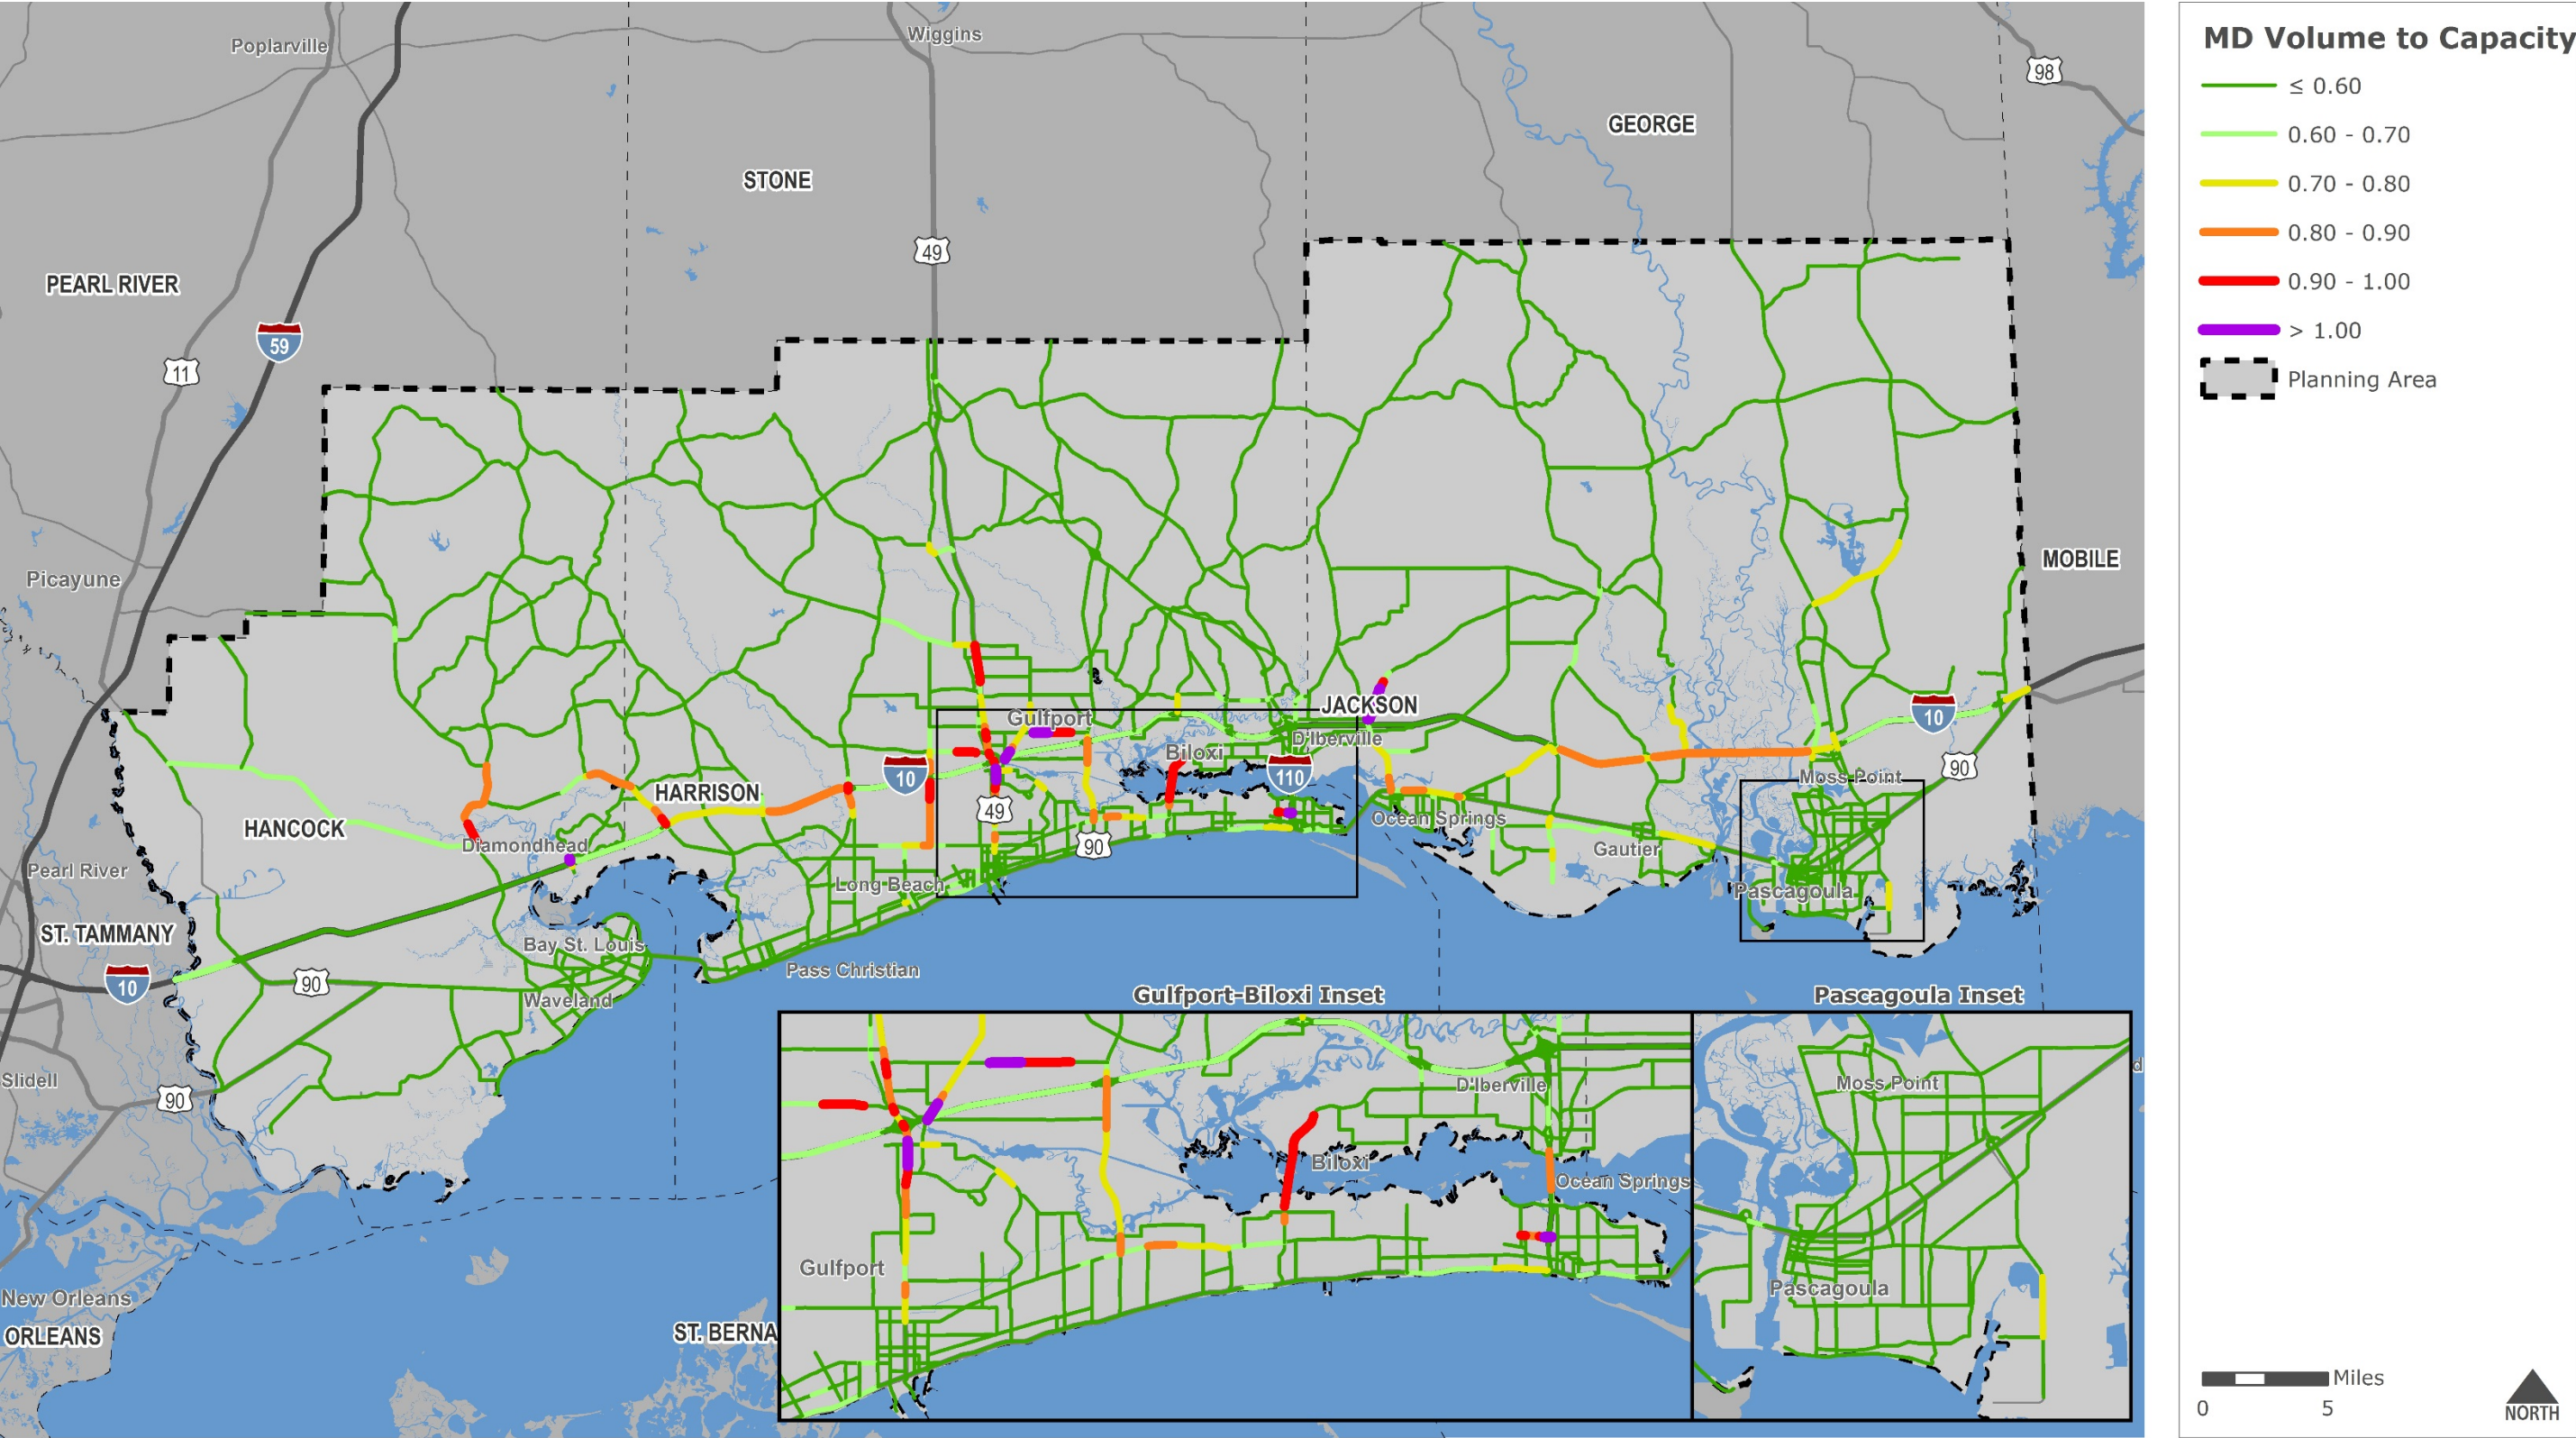 Poplarville
Wiggins
98
GEORGE
STONE
49
PEARL RIVER
59
11
MOBILE
Picayune
JACKSON
Gulfport
10
D'Iberville
Biloxi
10
110
90
HARRISON
Moss Point
49
Ocean Springs
HANCOCK
Diamondhead
90
Gautier
Pearl River
Long Beach
Pascagoula
ST. TAMMANY
Bay St. Louis
Pass Christian
10
90
Waveland
Slidell
90
New Orleans
ORLEANS
ST. BERNA
Gulfport-Biloxi Inset
D'Iberville
Biloxi
Ocean Springs
Gulfport
Pascagoula Inset
Moss Point
Pascagoula
d
MD Volume to Capacity
≤ 0.60
0.60 - 0.70
0.70 - 0.80
0.80 - 0.90
0.90 - 1.00
> 1.00
Planning Area
Miles
0 5
NORTH